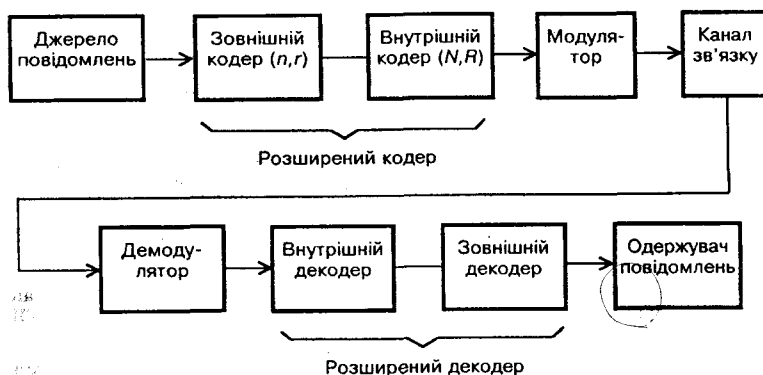 Джерело
повідомлень
Зовнішній
кодер (n,r)
Внутрішній
кодер (N,R)
Модуля-
тор
Канал
зв'язку
Розширений кодер
Демоду-
лятор
Внутрішній
декодер
Зовнішній
декодер
Одержувач
повідомлень
Розширений декодер